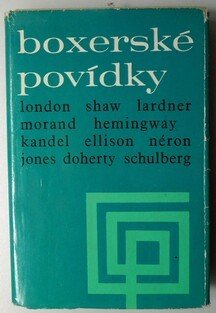 boxerské
povídky
london shaw lardner
morand hemingway
kandel ellison néron
jones doherty schulberg